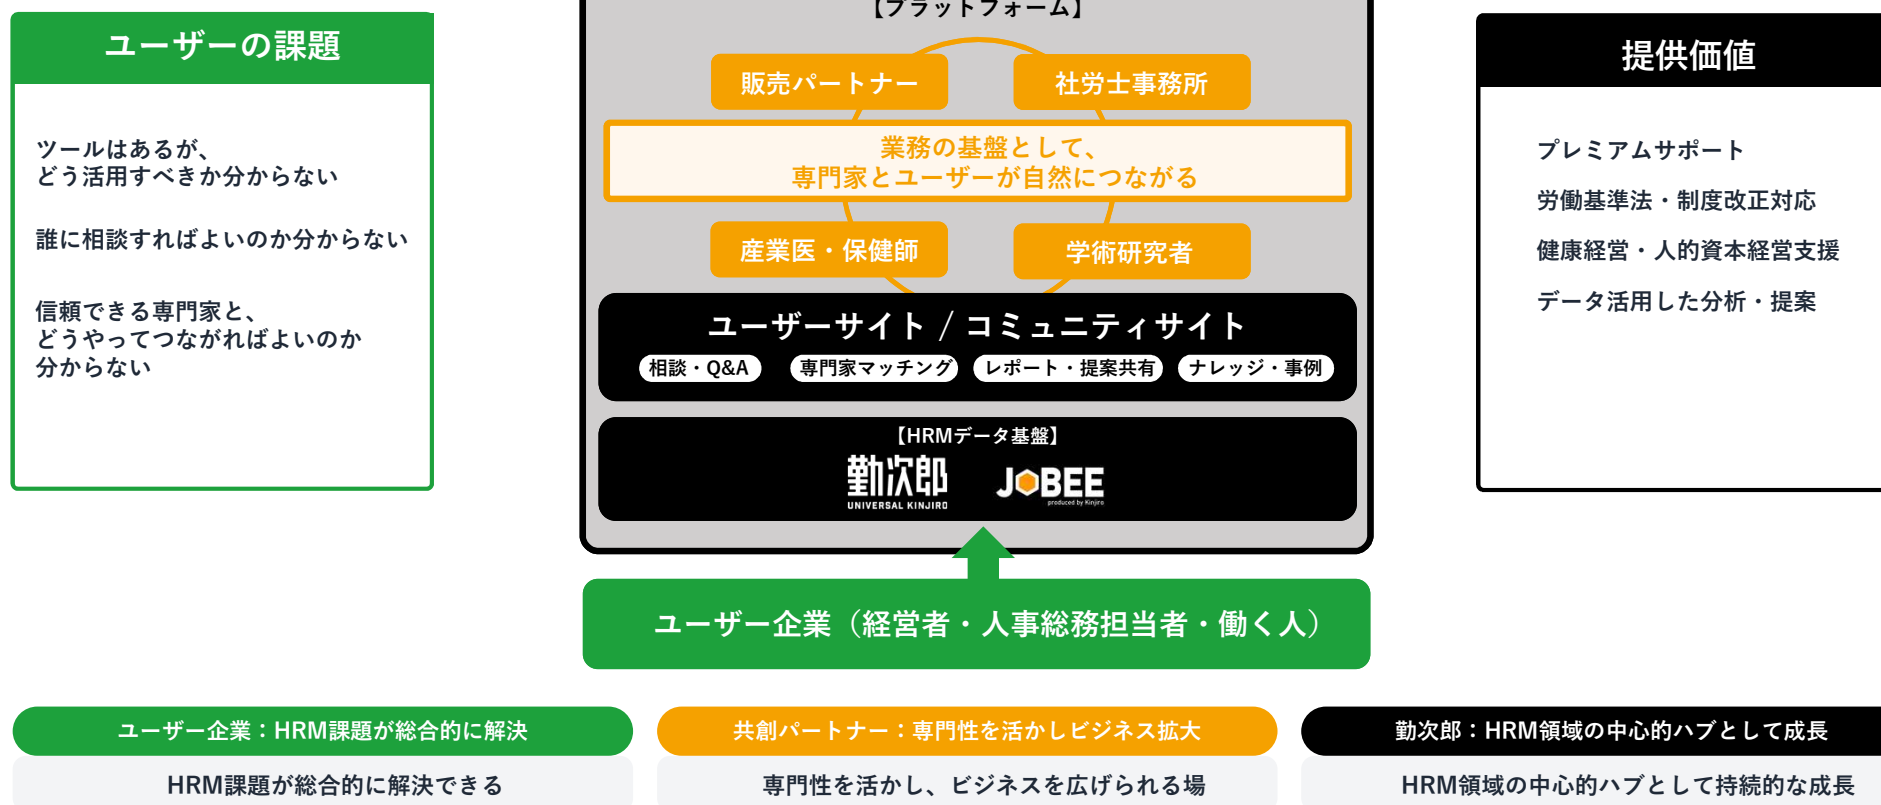 ユーザーの課題
ツールはあるが、
どう活用すべきか分からない
誰に相談すればよいのか分からない
信頼できる専門家と、
どうやってつながればよいのか
分からない
【プラットフォーム】
販売パートナー
社労士事務所
業務の基盤として、
専門家とユーザーが自然につながる
産業医・保健師
学術研究者
ユーザーサイト / コミュニティサイト
相談・Q&A
専門家マッチング
レポート・提案共有
ナレッジ・事例
【HRMデータ基盤】
勤次郎
UNIVERSAL KINJIRO
JOBEE
produced by Kinjiro
ユーザー企業（経営者・人事総務担当者・働く人）
提供価値
プレミアムサポート
労働基準法・制度改正対応
健康経営・人的資本経営支援
データ活用した分析・提案
ユーザー企業：HRM課題が総合的に解決
HRM課題が総合的に解決できる
共創パートナー：専門性を活かしビジネス拡大
専門性を活かし、ビジネスを広げられる場
勤次郎：HRM領域の中心的ハブとして成長
HRM領域の中心的ハブとして持続的な成長